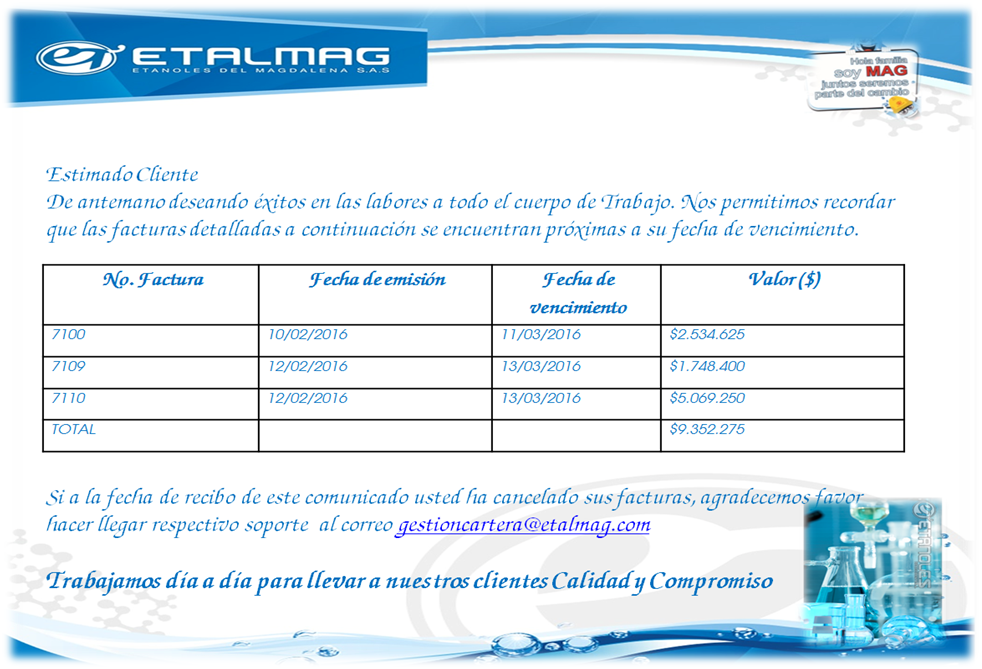 ETALMAG
ETANOLES DEL MAGDALENA S.A.S
Hola familia
soy MAG
juntos seremos
parte del cambio
Estimado Cliente
De antemano deseando éxitos en las labores a todo el cuerpo de Trabajo. Nos permitimos recordar
que las facturas detalladas a continuación se encuentran próximas a su fecha de vencimiento.
No. Factura Fecha de emisión Fecha de vencimiento Valor ($)
7100 10/02/2016 11/03/2016 $2.534.625
7109 12/02/2016 13/03/2016 $1.748.400
7110 12/02/2016 13/03/2016 $5.069.250
TOTAL $9.352.275
Si a la fecha de recibo de este comunicado usted ha cancelado sus facturas, agradecemos favor
hacer llegar respectivo soporte al correo gestioncartera@etalmag.com
Trabajamos día a día para llevar a nuestros clientes Calidad y Compromiso